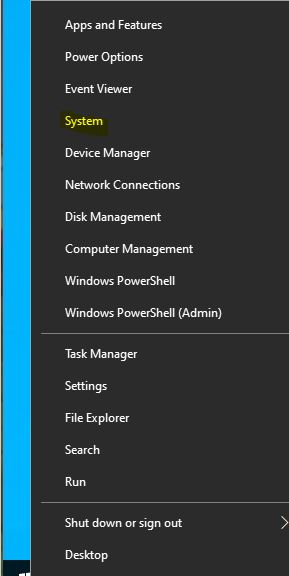 Apps and Features
Power Options
Event Viewer
System
Device Manager
Network Connections
Disk Management
Computer Management
Windows PowerShell
Windows PowerShell (Admin)
Task Manager
Settings
File Explorer
Search
Run
Shut down or sign out
Desktop